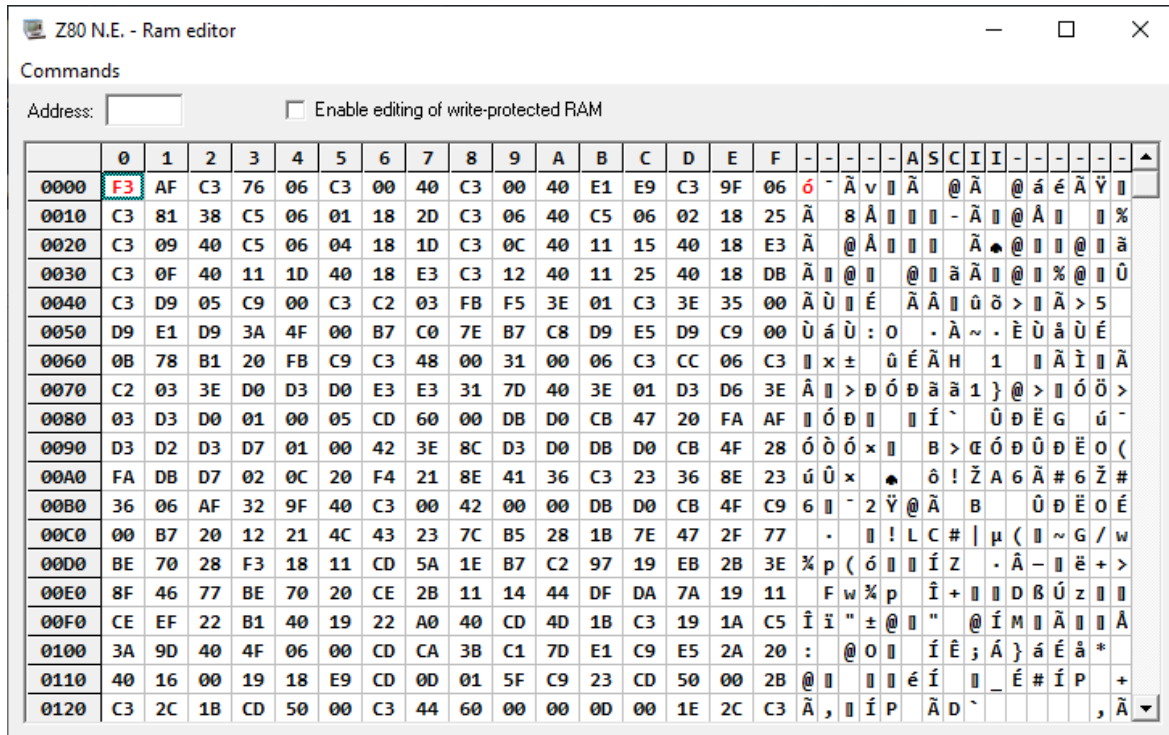 Z80 N.E. - Ram editor
Commands
Address: Enable editing of write-protected RAM
0 1 2 3 4 5 6 7 8 9 A B C D E F - - - - - A S C I I - - - - - -
0000 F3 AF C3 76 06 C3 00 40 C3 00 40 E1 E9 C3 9F 06 ó ¯ Ã v Ã @ Ã @ á é Ã Ÿ
0010 C3 81 38 C5 06 01 18 2D C3 06 40 C5 06 02 18 25 Ã 8 Å - Ã @ Å %
0020 C3 09 40 C5 06 04 18 1D C3 0C 40 11 15 40 18 E3 Ã @ Å Ã @ @ ã
0030 C3 0F 40 11 1D 40 18 E3 C3 12 40 11 25 40 18 DB Ã @ @ ã Ã @ % @ Û
0040 C3 D9 05 C9 00 C3 C2 03 FB F5 3E 01 C3 3E 35 00 Ã Ù É Ã Â û õ > Ã > 5
0050 D9 E1 D9 3A 4F 00 B7 C0 7E B7 C8 D9 E5 D9 C9 00 Ù á Ù : O · À ~ · È Ù å Ù É
0060 0B 78 B1 20 FB C9 C3 48 00 31 00 06 C3 CC 06 C3 x ± û É Ã H 1 Ã Ì Ã
0070 C2 03 3E D0 D3 D0 E3 E3 31 7D 40 3E 01 D3 D6 3E Â > Ð Ó Ð ã ã 1 } @ > Ó Ö >
0080 03 D3 D0 01 00 05 CD 60 00 DB D0 CB 47 20 FA AF Ó Ð Í ` Û Ð Ë G ú ¯
0090 D3 D2 D3 D7 01 00 42 3E 8C D3 D0 DB D0 CB 4F 28 Ó Ò Ó × B > Œ Ó Ð Û Ð Ë O (
00A0 FA DB D7 02 0C 20 F4 21 8E 41 36 C3 23 36 8E 23 ú Û × ô ! Ž A 6 Ã # 6 Ž #
00B0 36 06 AF 32 9F 40 C3 00 42 00 00 DB D0 CB 4F C9 6 ¯ 2 Ÿ @ Ã B Û Ð Ë O É
00C0 00 B7 20 12 21 4C 43 23 7C B5 28 1B 7E 47 2F 77 · ! L C # | µ ( ~ G / w
00D0 BE 70 28 F3 18 11 CD 5A 1E B7 C2 97 19 EB 2B 3E ¾ p ( ó Í Z · Â — ë + >
00E0 8F 46 77 BE 70 20 CE 2B 11 14 44 DF DA 7A 19 11 F w ¾ p Î + D ß Ú z
00F0 CE EF 22 B1 40 19 22 A0 40 CD 4D 1B C3 19 1A C5 Î ï " ± @ " @ Í M Ã Å
0100 3A 9D 40 4F 06 00 CD CA 3B C1 7D E1 C9 E5 2A 20 : @ O Í Ê ; Á } á É å *
0110 40 16 00 19 18 E9 CD 0D 01 5F C9 23 CD 50 00 2B @ é Í _ É # Í P +
0120 C3 2C 1B CD 50 00 C3 44 60 00 00 0D 00 1E 2C C3 Ã , Í P Ã D ` , Ã